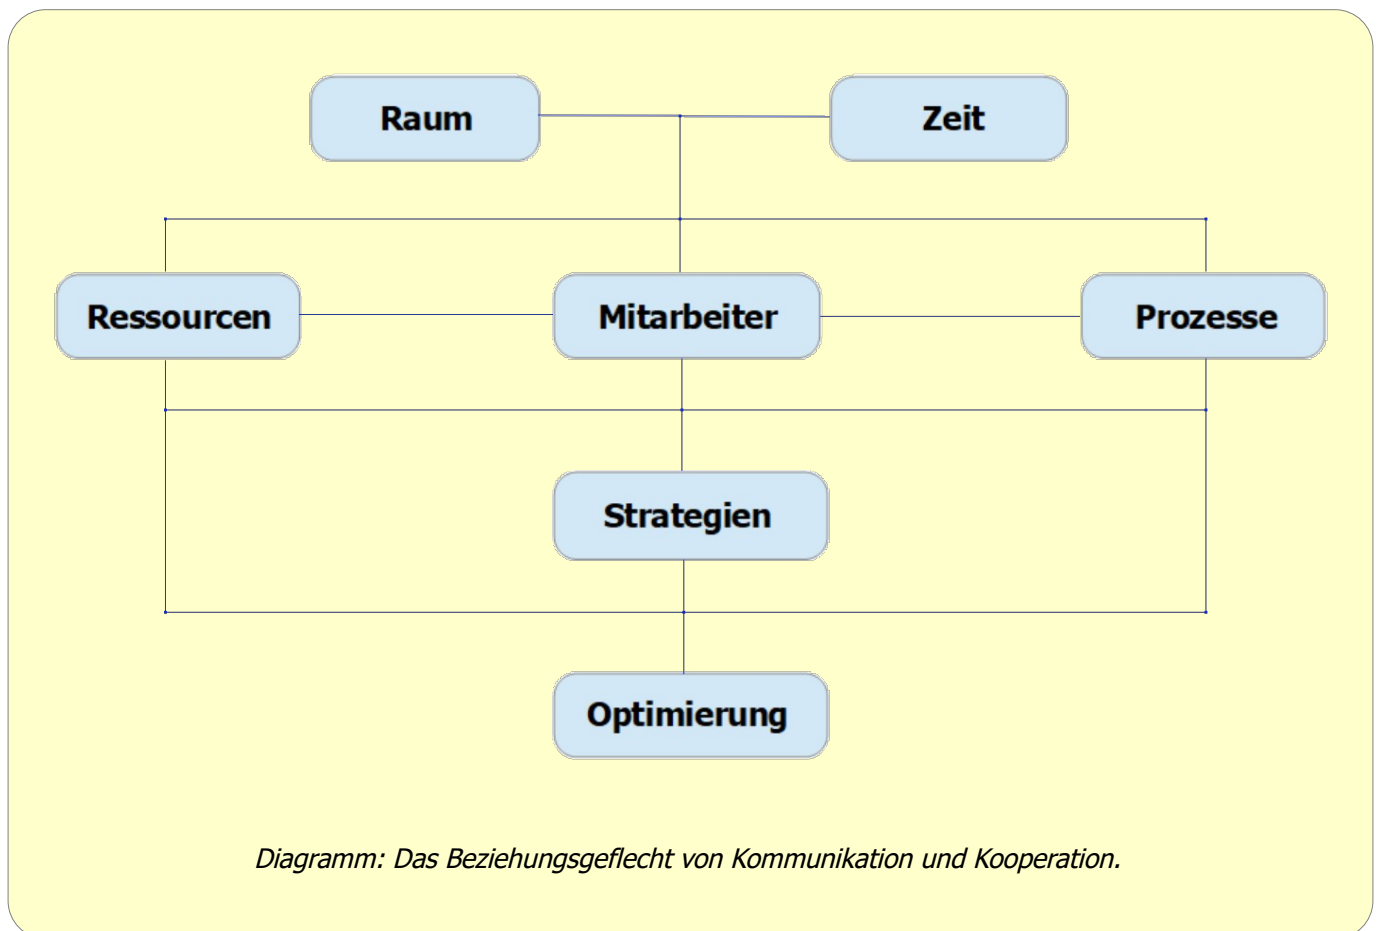 Raum
Zeit
Ressourcen
Mitarbeiter
Prozesse
Strategien
Optimierung
Diagramm: Das Beziehungsgeflecht von Kommunikation und Kooperation.